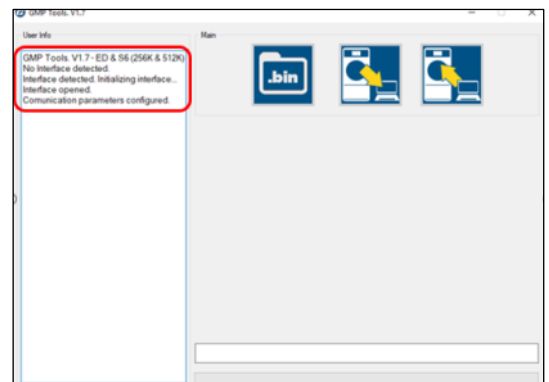 GMP Tools. V1.7
User Info
Main
GMP Tools. V1.7 - ED & S6 (256K & 512K)
No Interface detected.
Interface detected. Initializing interface...
Interface opened.
Comunication parameters configured.
.bin